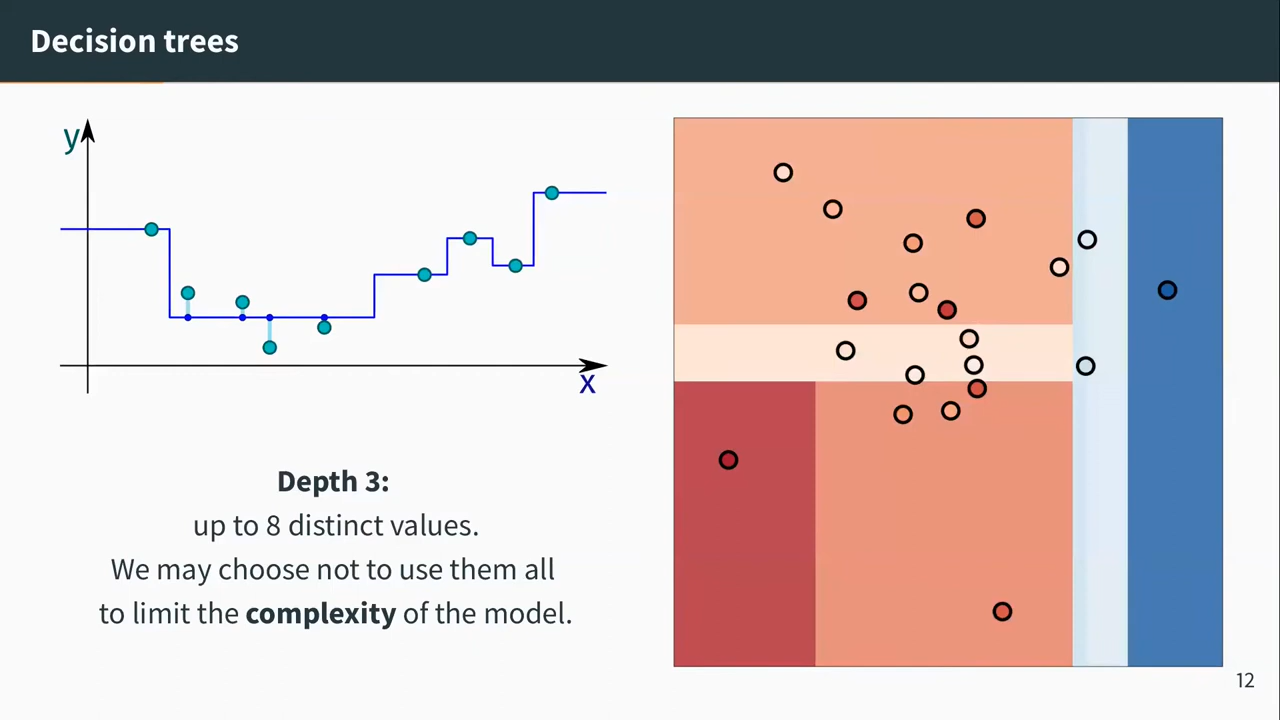 Decision trees
y
x
Depth 3:
up to 8 distinct values.
We may choose not to use them all
to limit the complexity of the model.
12